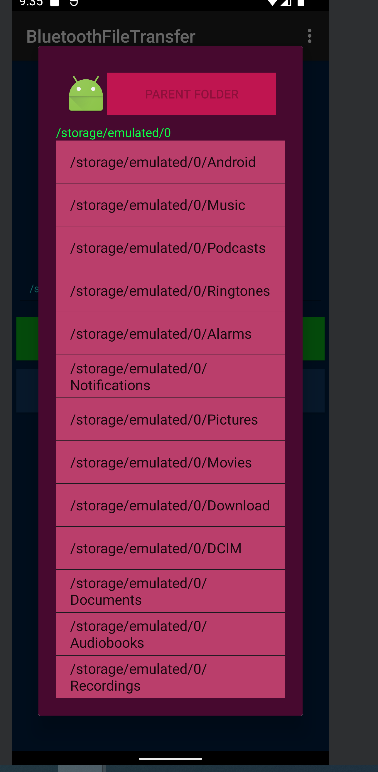 9:35
BluetoothFileTransfer
PARENT FOLDER
/storage/emulated/0
/storage/emulated/0/Android
/storage/emulated/0/Music
/storage/emulated/0/Podcasts
/storage/emulated/0/Ringtones
/storage/emulated/0/Alarms
/storage/emulated/0/
Notifications
/storage/emulated/0/Pictures
/storage/emulated/0/Movies
/storage/emulated/0/Download
/storage/emulated/0/DCIM
/storage/emulated/0/
Documents
/storage/emulated/0/
Audiobooks
/storage/emulated/0/
Recordings